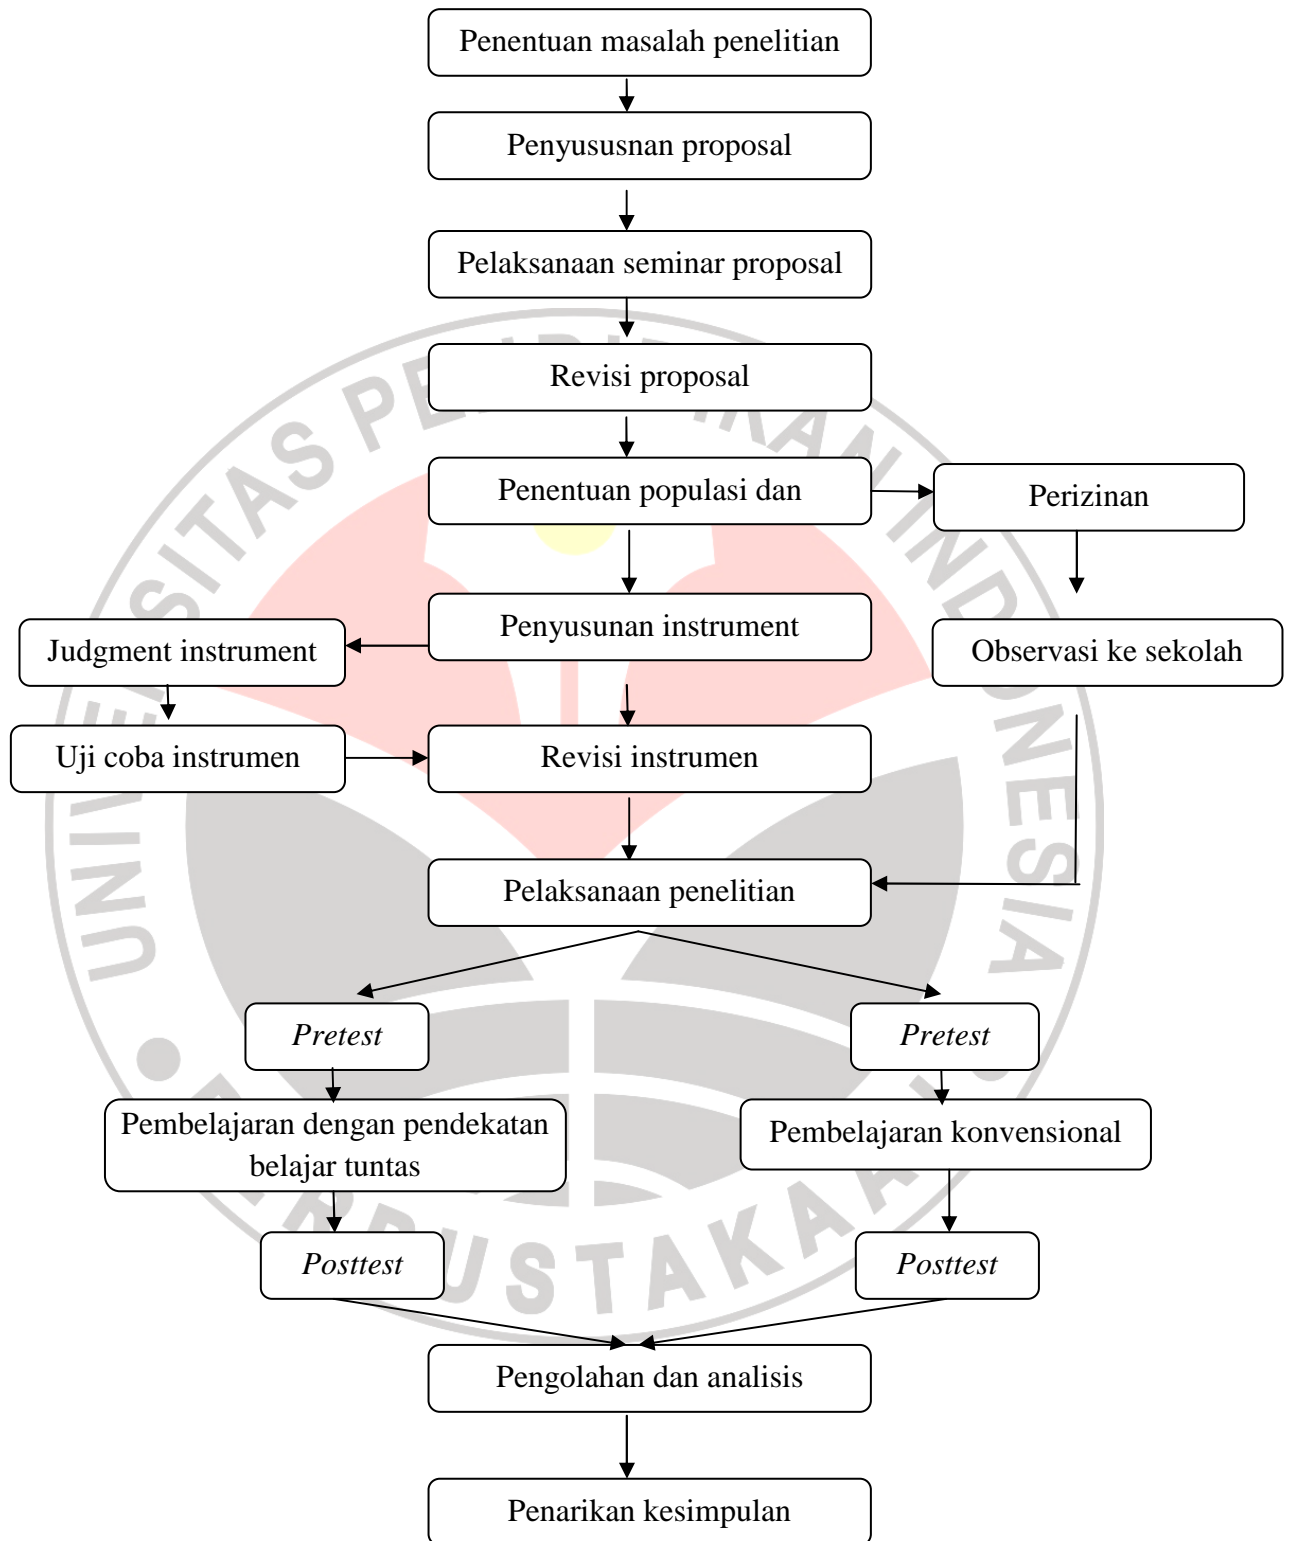 Penentuan masalah penelitian
Penyususnan proposal
Pelaksanaan seminar proposal
Revisi proposal
Penentuan populasi dan
Perizinan
Penyusunan instrument
Judgment instrument
Observasi ke sekolah
Uji coba instrumen
Revisi instrumen
Pelaksanaan penelitian
Pretest
Pretest
Pembelajaran dengan pendekatan
belajar tuntas
Pembelajaran konvensional
Posttest
Posttest
Pengolahan dan analisis
Penarikan kesimpulan
UNIVERSITAS INDONESIA